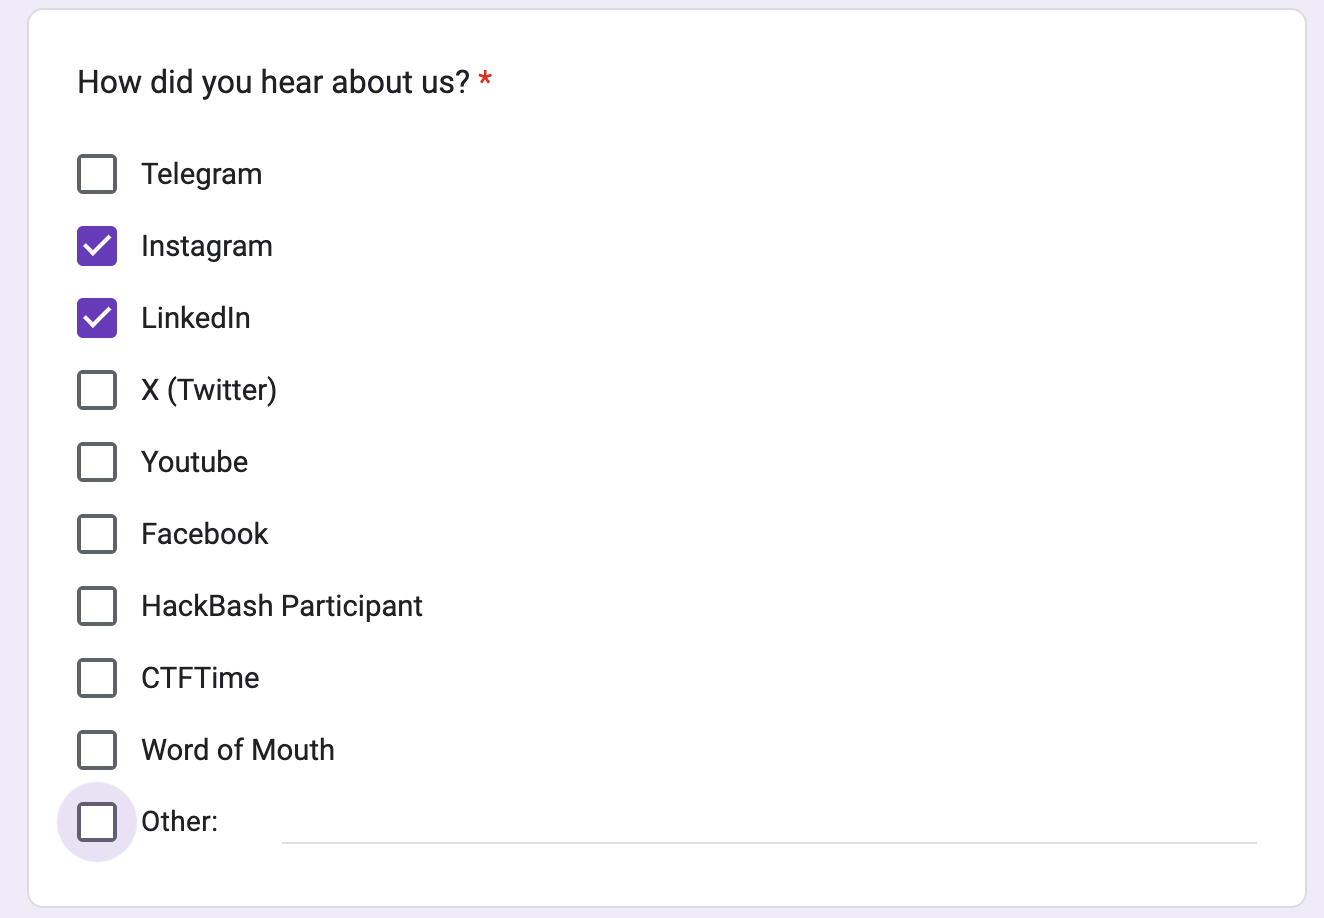 How did you hear about us? *
Telegram
Instagram
LinkedIn
X (Twitter)
Youtube
Facebook
HackBash Participant
CTFTime
Word of Mouth
Other: